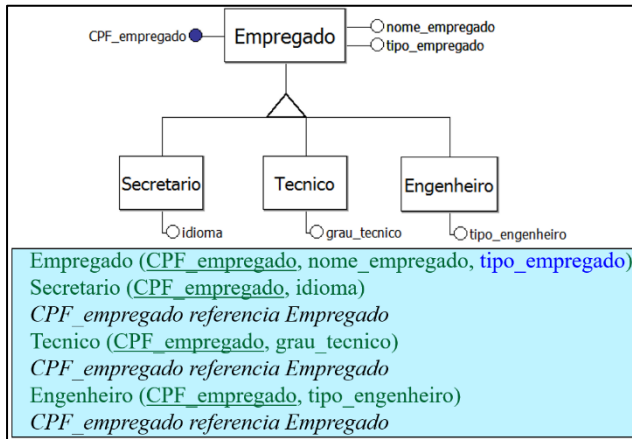 CPF_empregado
Empregado
nome_empregado
tipo_empregado
Secretario
Tecnico
Engenheiro
idioma
grau_tecnico
tipo_engenheiro
Empregado (CPF_empregado, nome_empregado, tipo_empregado)
Secretario (CPF_empregado, idioma)
CPF_empregado referencia Empregado
Tecnico (CPF_empregado, grau_tecnico)
CPF_empregado referencia Empregado
Engenheiro (CPF_empregado, tipo_engenheiro)
CPF_empregado referencia Empregado